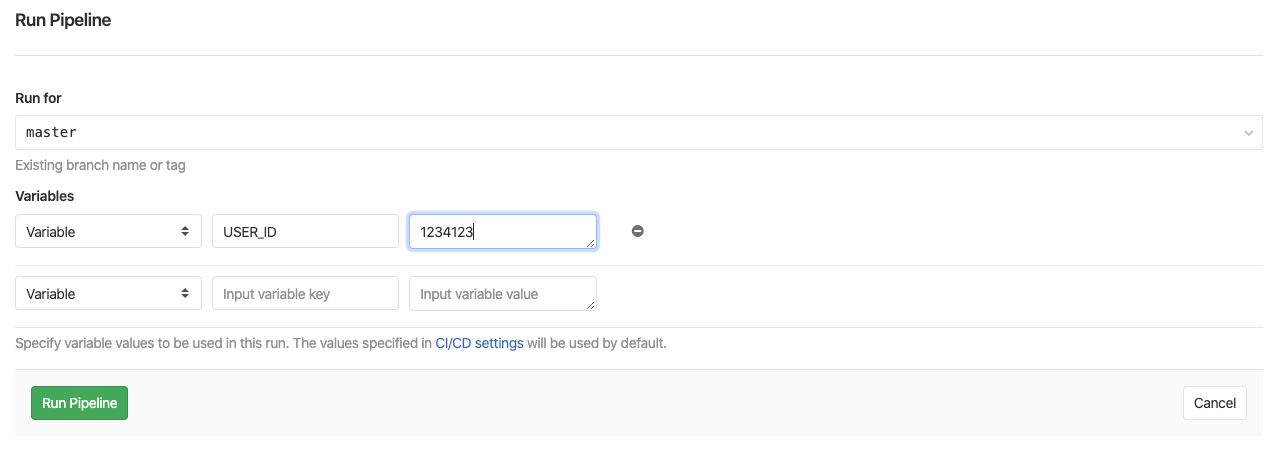 Run Pipeline
Run for
master
Existing branch name or tag
Variables
Variable USER_ID 1234123
Variable Input variable key Input variable value
Specify variable values to be used in this run. The values specified in CI/CD settings will be used by default.
Run Pipeline Cancel